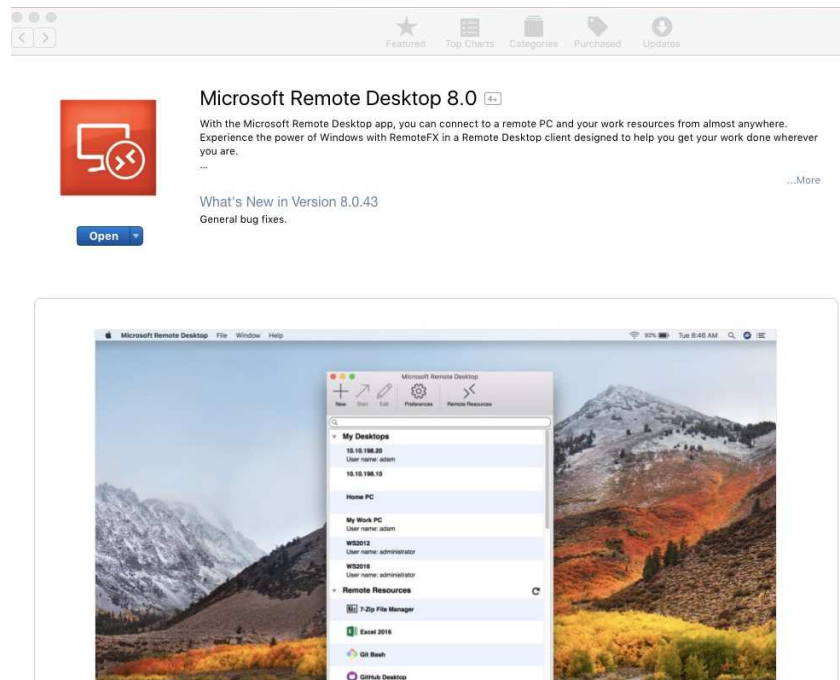 Featured Top Charts Categories Purchased Updates
Microsoft Remote Desktop 8.0 4+
With the Microsoft Remote Desktop app, you can connect to a remote PC and your work resources from almost anywhere.
Experience the power of Windows with RemoteFX in a Remote Desktop client designed to help you get your work done wherever
you are.
...
...More
What's New in Version 8.0.43
General bug fixes.
Open
Microsoft Remote Desktop File Window Help 92% Tue 8:46 AM
Microsoft Remote Desktop
New Start Edit Preferences Remote Resources
My Desktops
10.10.198.20
User name: adam
10.10.198.10
Home PC
My Work PC
User name: adam
WS2012
User name: administrator
WS2016
User name: administrator
Remote Resources
7-Zip File Manager
Excel 2016
Git Bash
GitHub Desktop